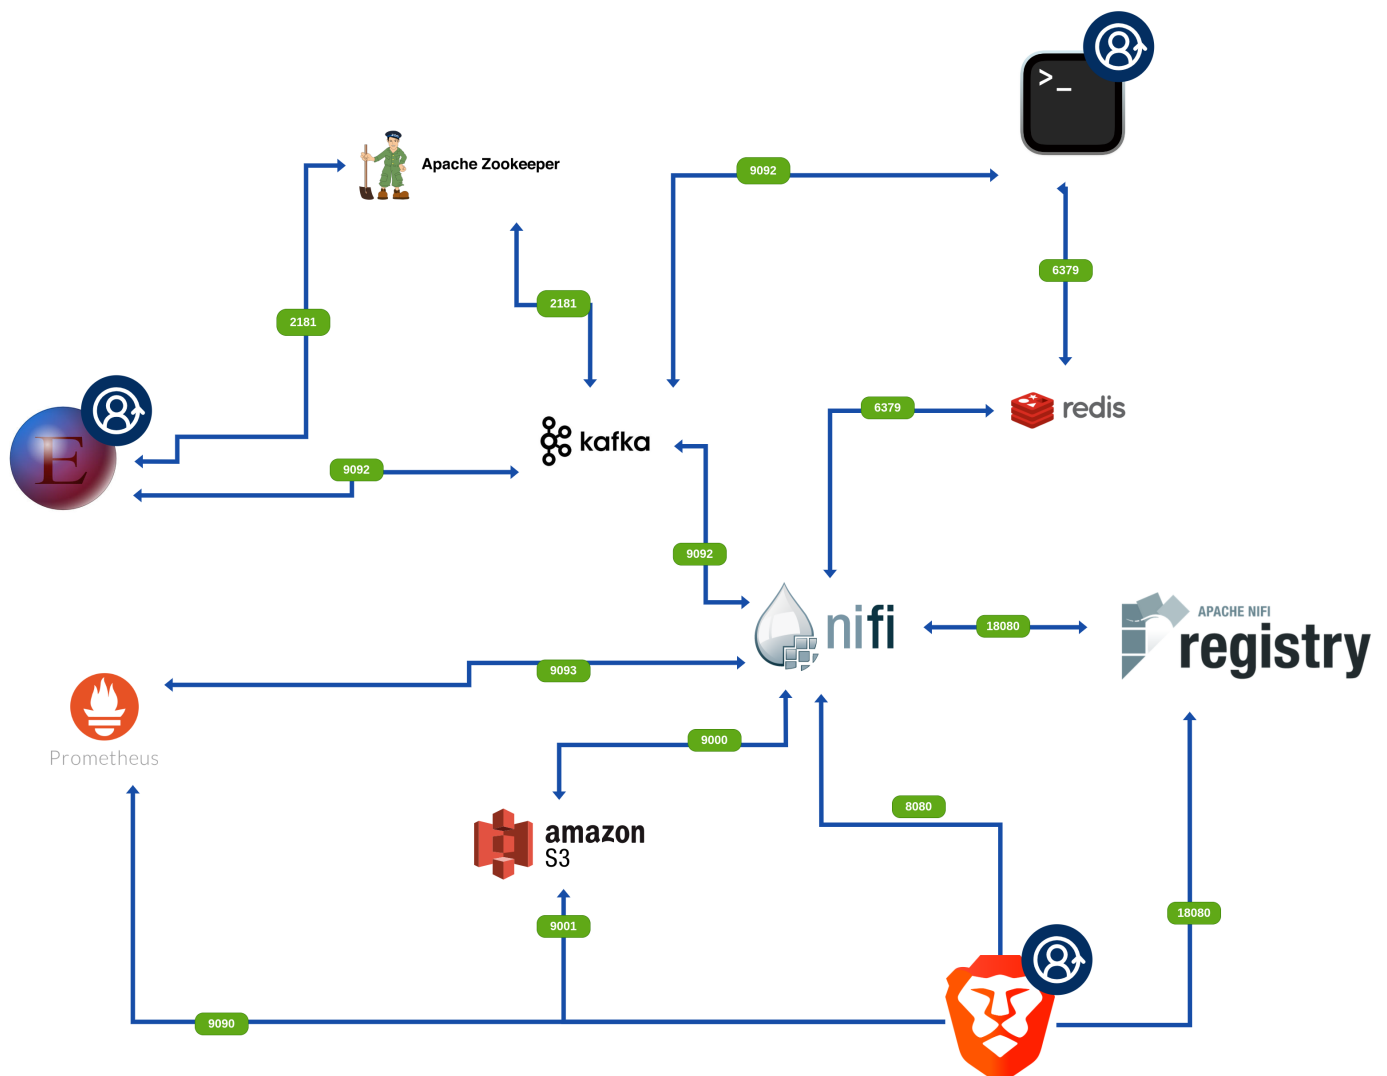 >_
Apache Zookeeper
9092
6379
2181
2181
6379
redis
E
kafka
9092
9092
nifi
18080
APACHE NIFI
registry
9093
Prometheus
9000
8080
amazon
S3
9001
18080
9090